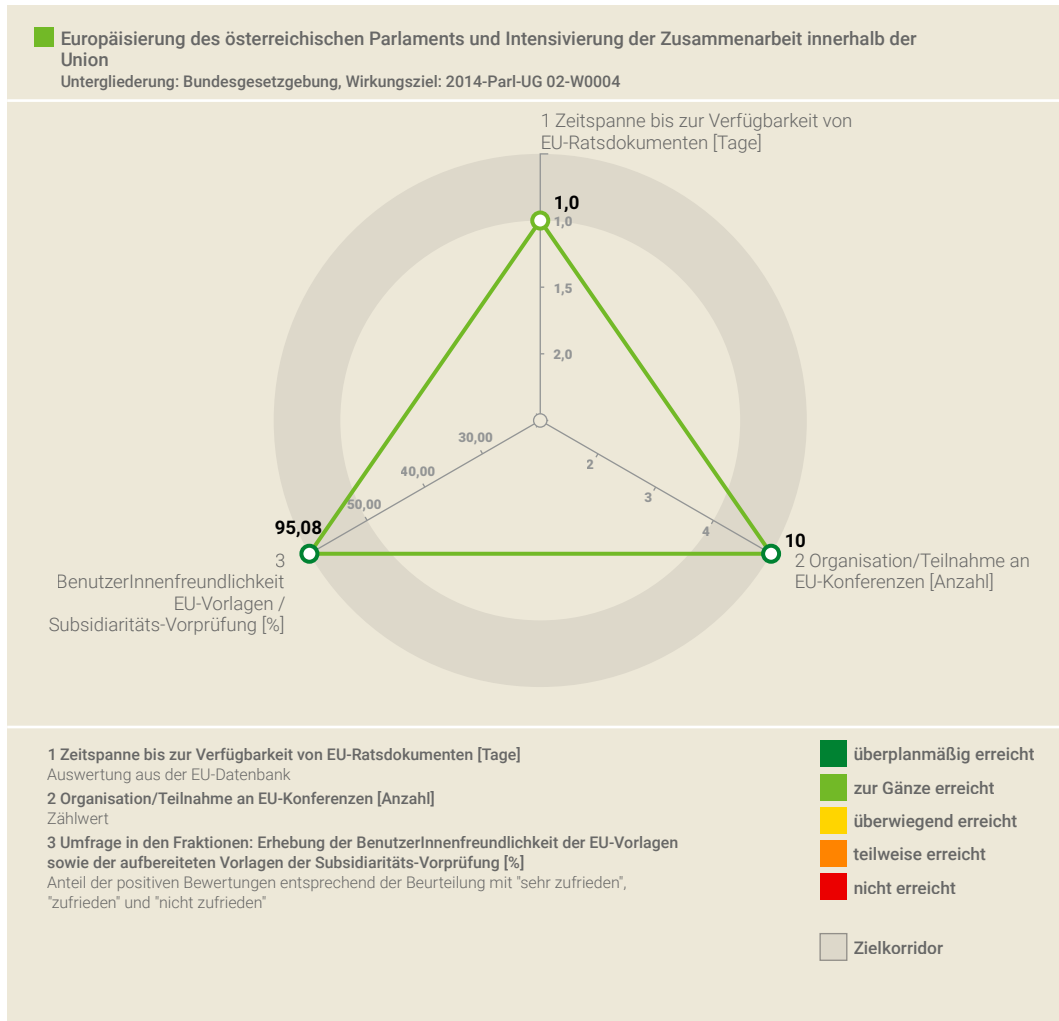 Europäisierung des österreichischen Parlaments und Intensivierung der Zusammenarbeit innerhalb der
Union
Untergliederung: Bundesgesetzgebung, Wirkungsziel: 2014-Parl-UG 02-W0004
1 Zeitspanne bis zur Verfügbarkeit von
EU-Ratsdokumenten [Tage]
1,0
1,0
1,5
2,0
30,00
40,00
50,00
2
3
4
95,08
10
3
BenutzerInnenfreundlichkeit
EU-Vorlagen /
Subsidiaritäts-Vorprüfung [%]
2 Organisation/Teilnahme an
EU-Konferenzen [Anzahl]
1 Zeitspanne bis zur Verfügbarkeit von EU-Ratsdokumenten [Tage]
Auswertung aus der EU-Datenbank
2 Organisation/Teilnahme an EU-Konferenzen [Anzahl]
Zählwert
3 Umfrage in den Fraktionen: Erhebung der BenutzerInnenfreundlichkeit der EU-Vorlagen
sowie der aufbereiteten Vorlagen der Subsidiaritäts-Vorprüfung [%]
Anteil der positiven Bewertungen entsprechend der Beurteilung mit "sehr zufrieden",
"zufrieden" und "nicht zufrieden"
überplanmäßig erreicht
zur Gänze erreicht
überwiegend erreicht
teilweise erreicht
nicht erreicht
Zielkorridor